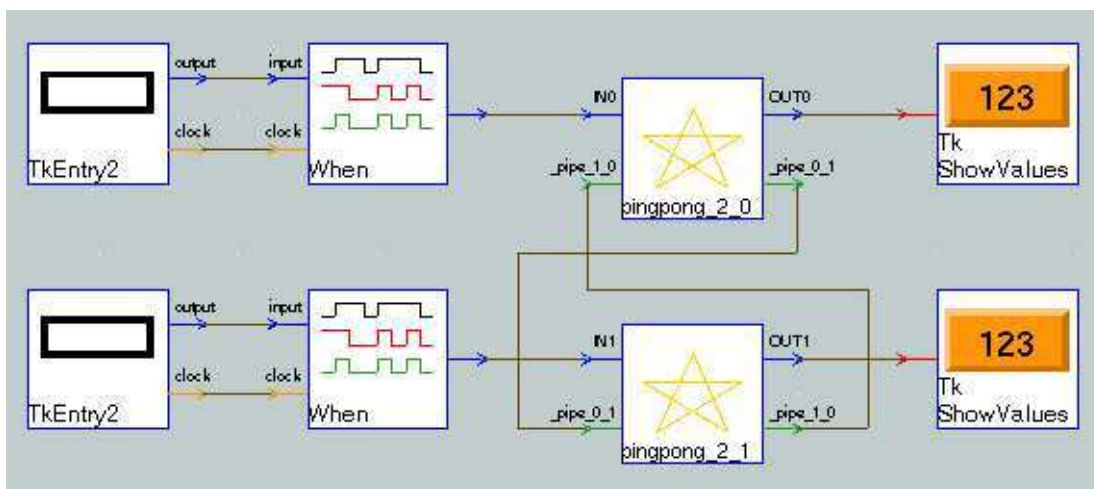 output input
clock clock
TkEntry2 When
IN0 OUT0
_pipe_1_0 _pipe_0_1
pingpong_2_0
123
Tk
ShowValues
output input
clock clock
TkEntry2 When
IN1 OUT1
_pipe_0_1 _pipe_1_0
pingpong_2_1
123
Tk
ShowValues